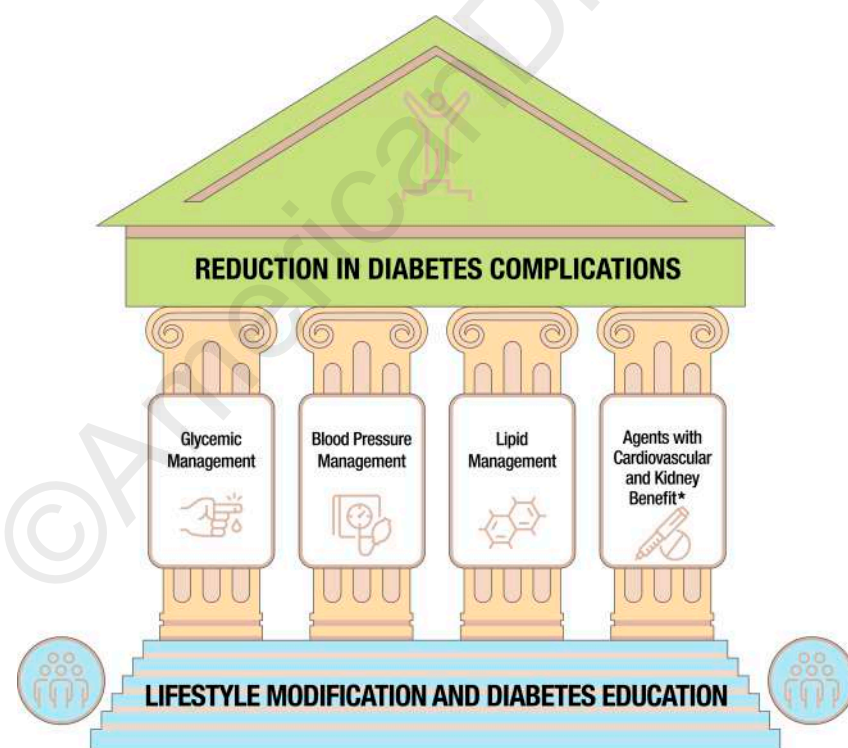 ©AmericanDi
REDUCTION IN DIABETES COMPLICATIONS
Glycemic
Management
Blood Pressure
Management
Lipid
Management
Agents with
Cardiovascular
and Kidney
Benefit*
LIFESTYLE MODIFICATION AND DIABETES EDUCATION